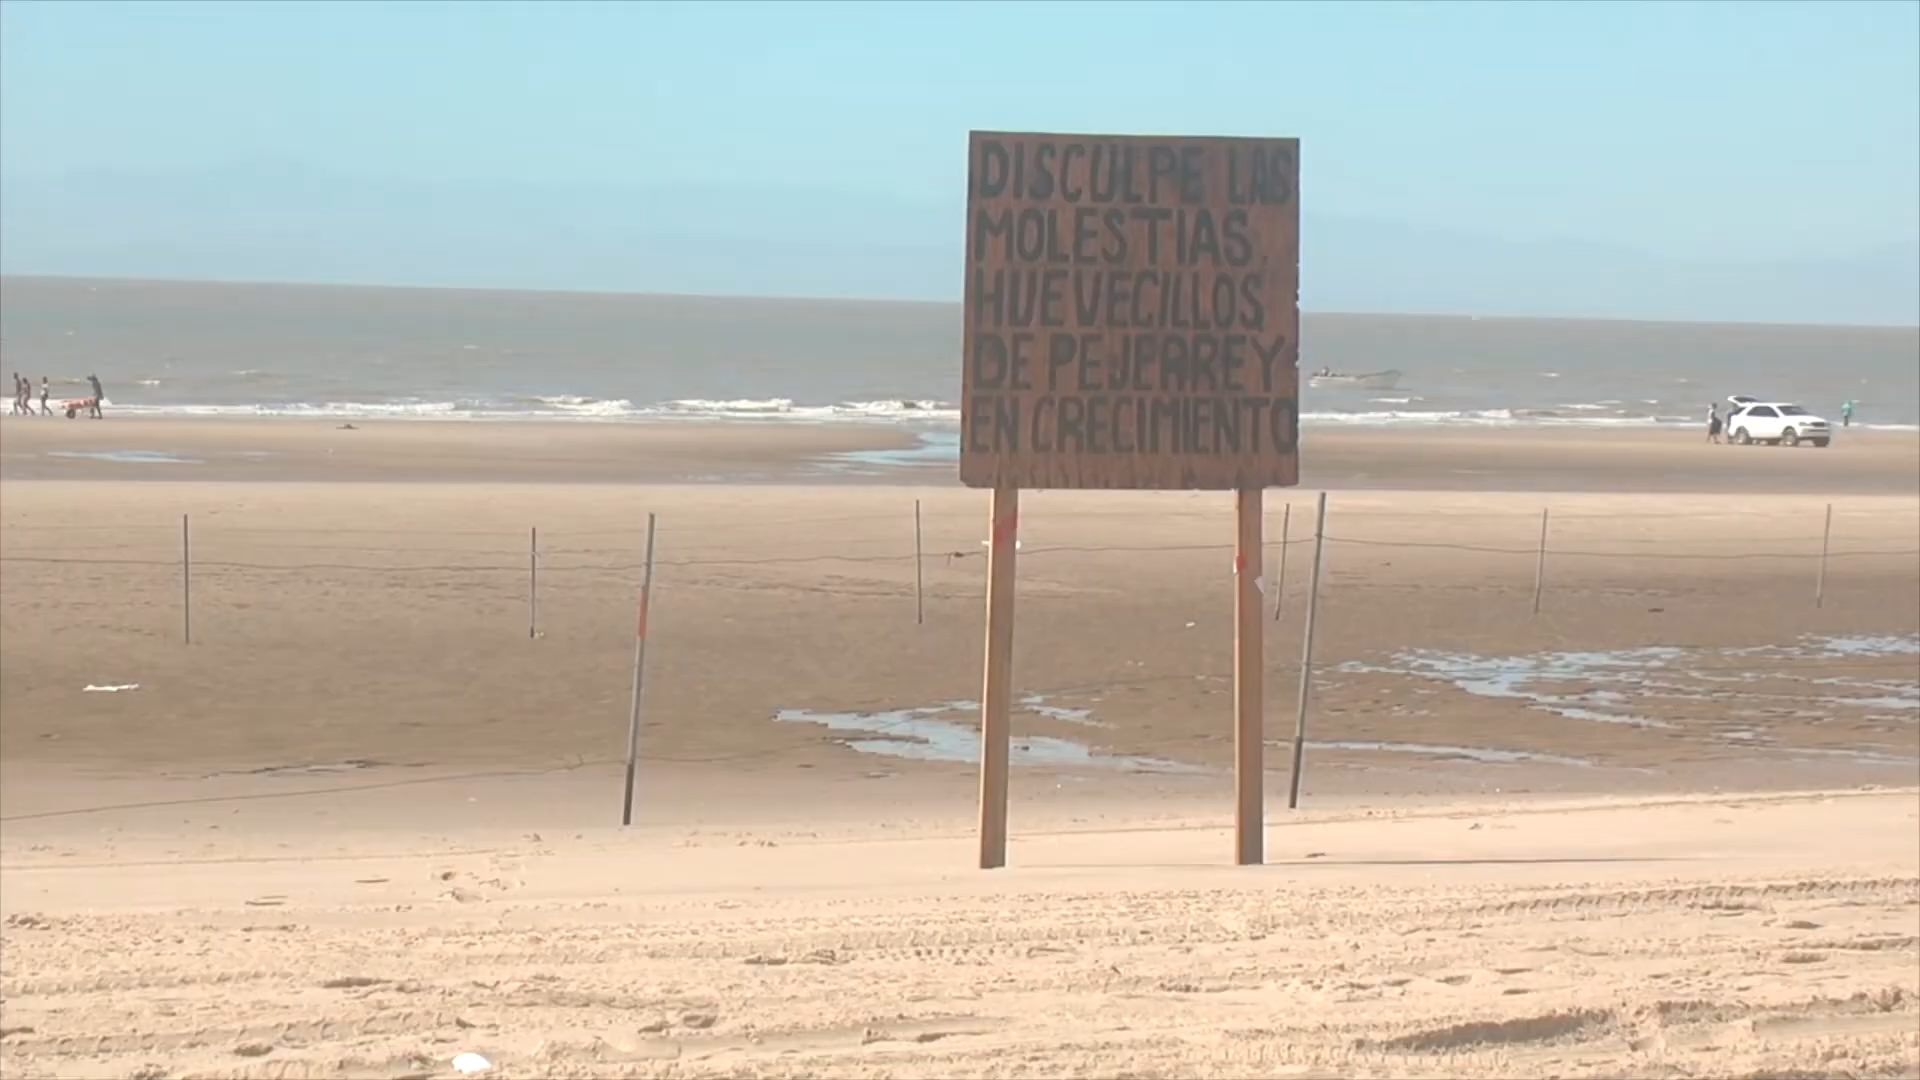 DISCULPE LAS
MOLESTIAS.
HUEVECILLOS
DE PEJERREY
EN CRECIMIENTO